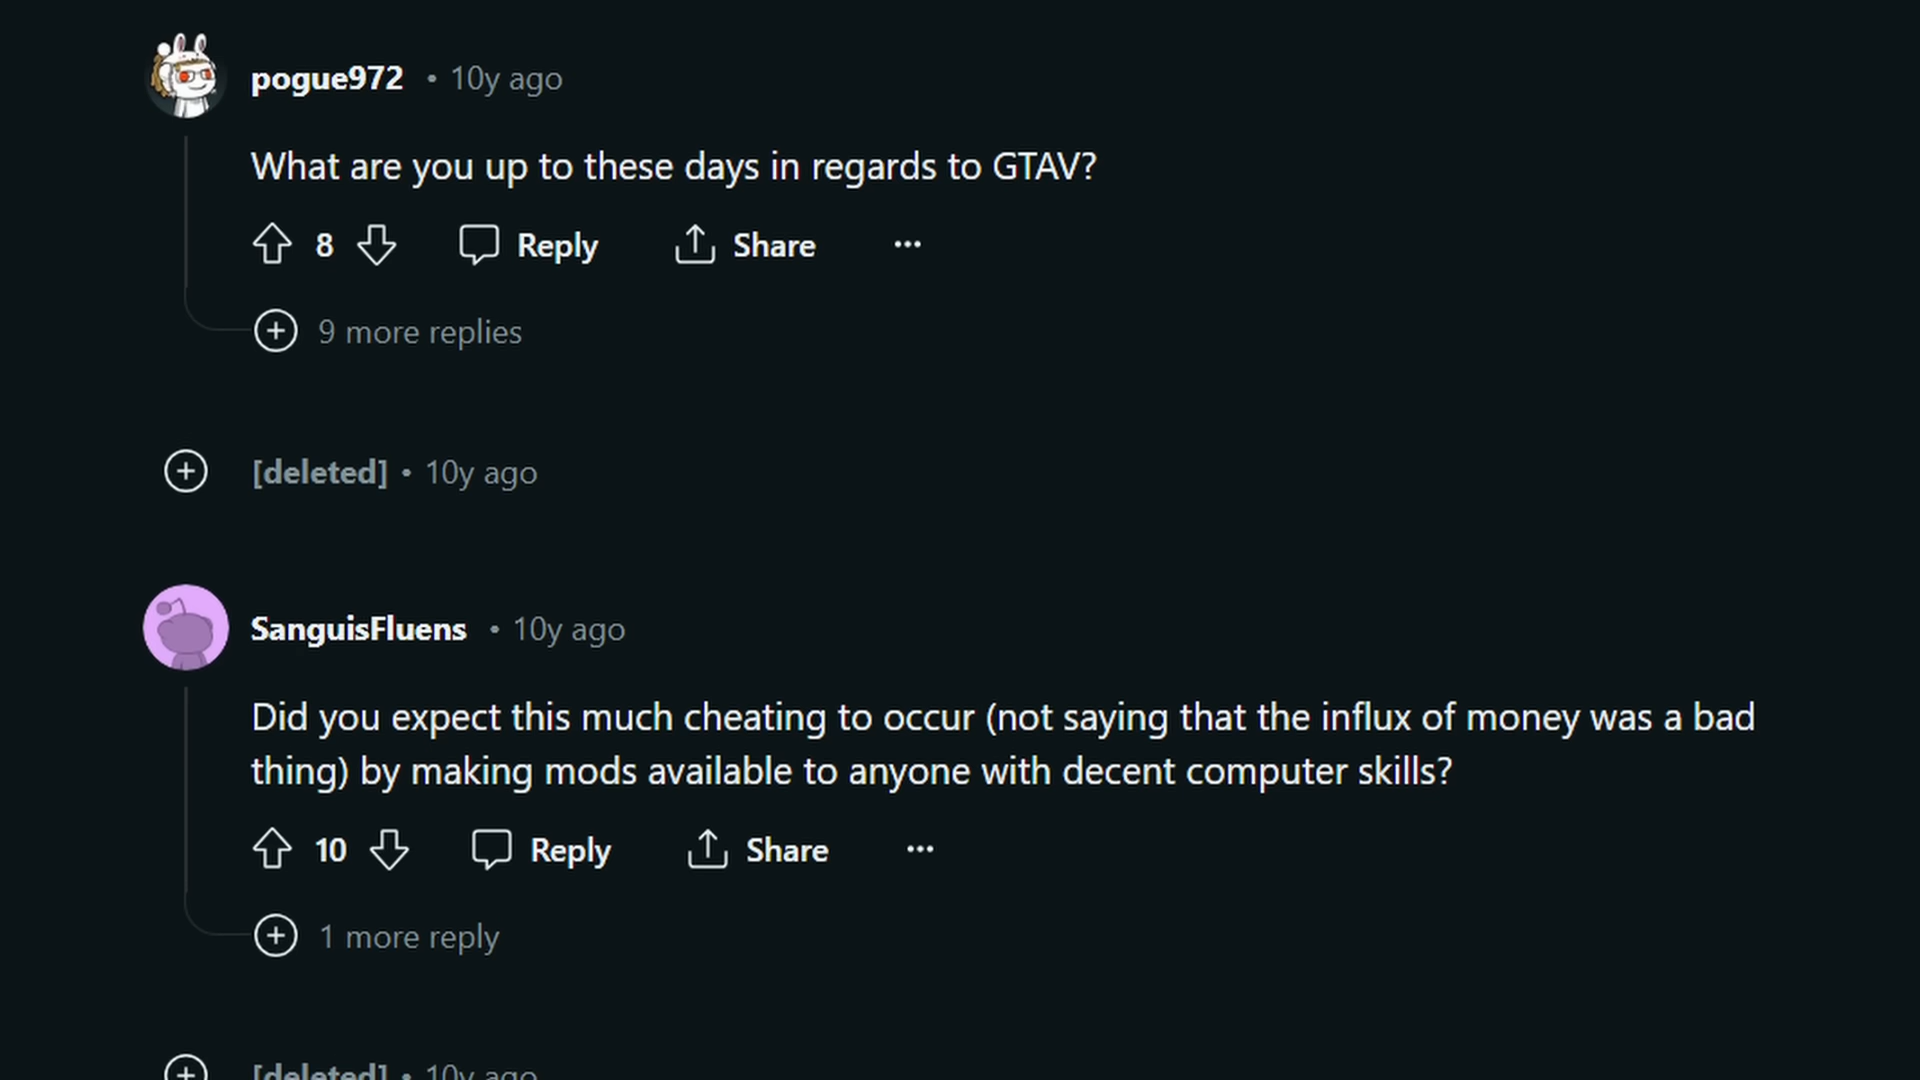 pogue972 • 10y ago
What are you up to these days in regards to GTAV?
8 Reply Share ···
9 more replies
[deleted] • 10y ago
SanguisFluens • 10y ago
Did you expect this much cheating to occur (not saying that the influx of money was a bad
thing) by making mods available to anyone with decent computer skills?
10 Reply Share ···
1 more reply
[deleted] • 10y ago